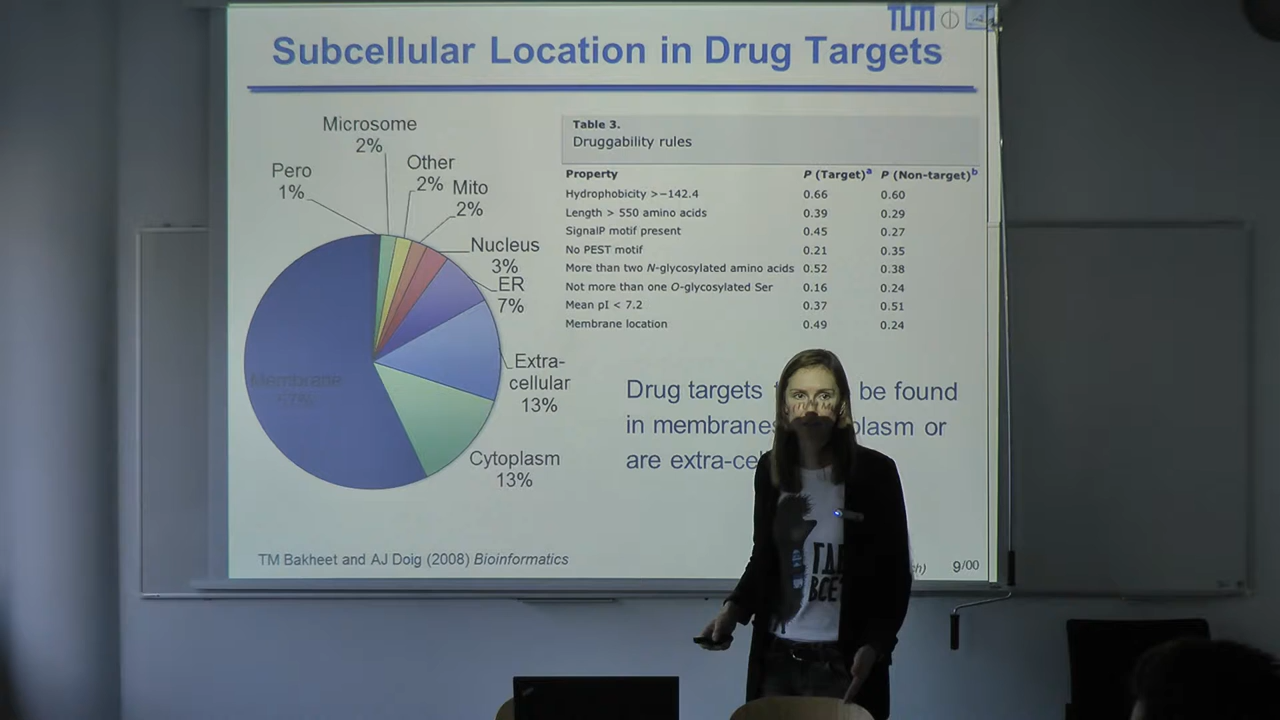 TUM
Subcellular Location in Drug Targets
Microsome
2%
Other
2%
Pero
1%
Mito
2%
Nucleus
3%
ER
7%
Extra-
cellular
13%
Cytoplasm
13%
Membrane
Table 3.
Druggability rules
Property P (Target)a P (Non-target)b
Hydrophobicity >−142.4 0.66 0.60
Length > 550 amino acids 0.39 0.29
SignalP motif present 0.45 0.27
No PEST motif 0.21 0.35
More than two N-glycosylated amino acids 0.52 0.38
Not more than one O-glycosylated Ser 0.16 0.24
Mean pI < 7.2 0.37 0.51
Membrane location 0.49 0.24
Drug targets be found
in membranes plasm or
are extra-ce
TM Bakheet and AJ Doig (2008) Bioinformatics
9/00
ВСЕ